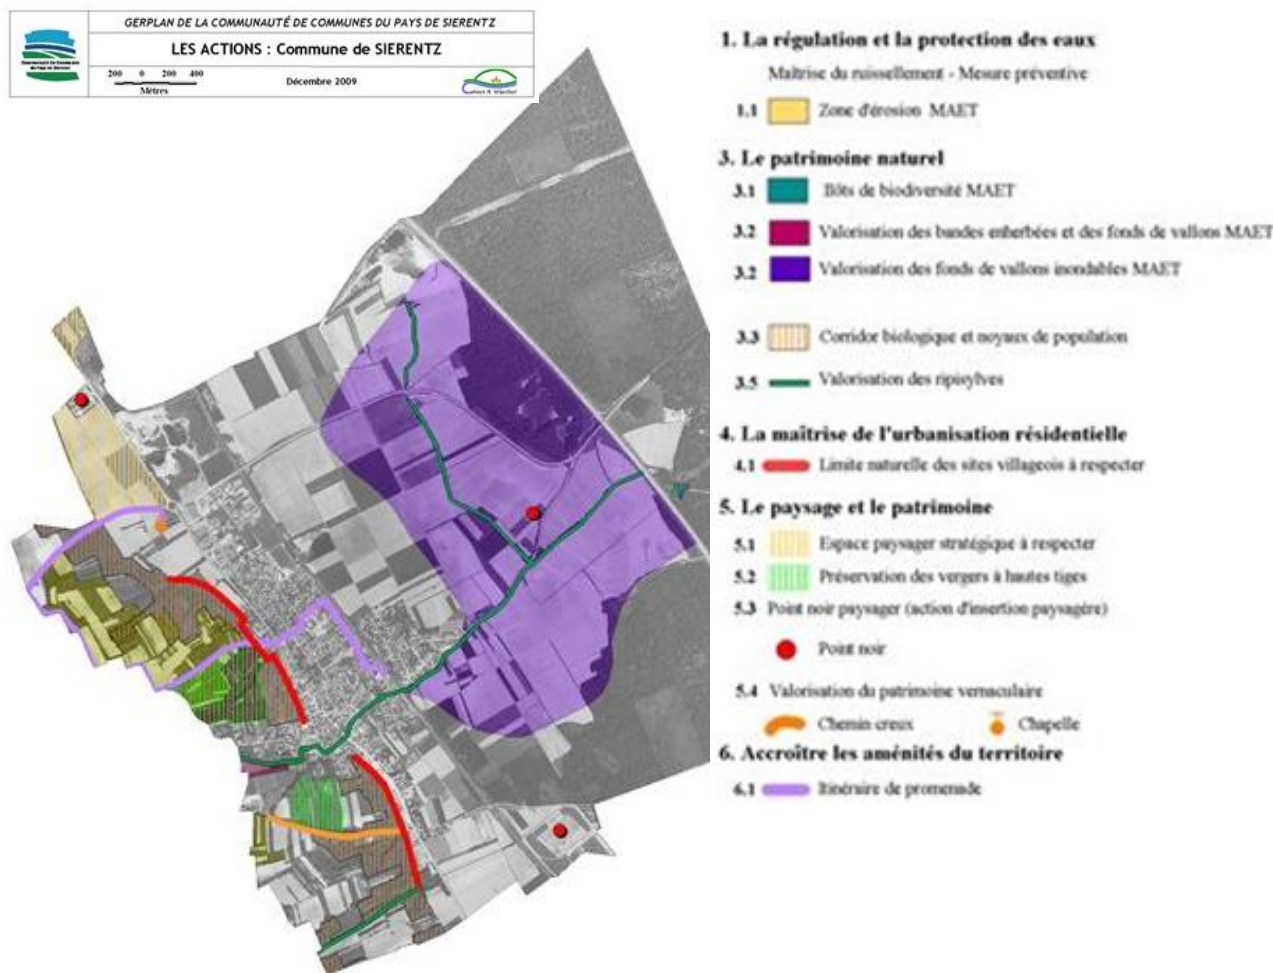 GERPLAN DE LA COMMUNAUTÉ DE COMMUNES DU PAYS DE SIERENTZ
LES ACTIONS : Commune de SIERENTZ
200 0 200 400
Mètres
Décembre 2009
1. La régulation et la protection des eaux
Maîtrise du ruissellement - Mesure préventive
1.1 Zone d'érosion MAET
3. Le patrimoine naturel
3.1 Ilôts de biodiversité MAET
3.2 Valorisation des bandes enherbées et des fonds de vallons MAET
3.2 Valorisation des fonds de vallons inondables MAET
3.3 Corridor biologique et noyaux de population
3.5 Valorisation des ripisylves
4. La maîtrise de l'urbanisation résidentielle
4.1 Limite naturelle des sites villageois à respecter
5. Le paysage et le patrimoine
5.1 Espace paysager stratégique à respecter
5.2 Préservation des vergers à hautes tiges
5.3 Point noir paysager (action d'insertion paysagére)
Point noir
5.4 Valorisation du patrimoine vernaculaire
Chemin creux Chapelle
6. Accroître les aménités du territoire
6.1 Itinéraire de promenade